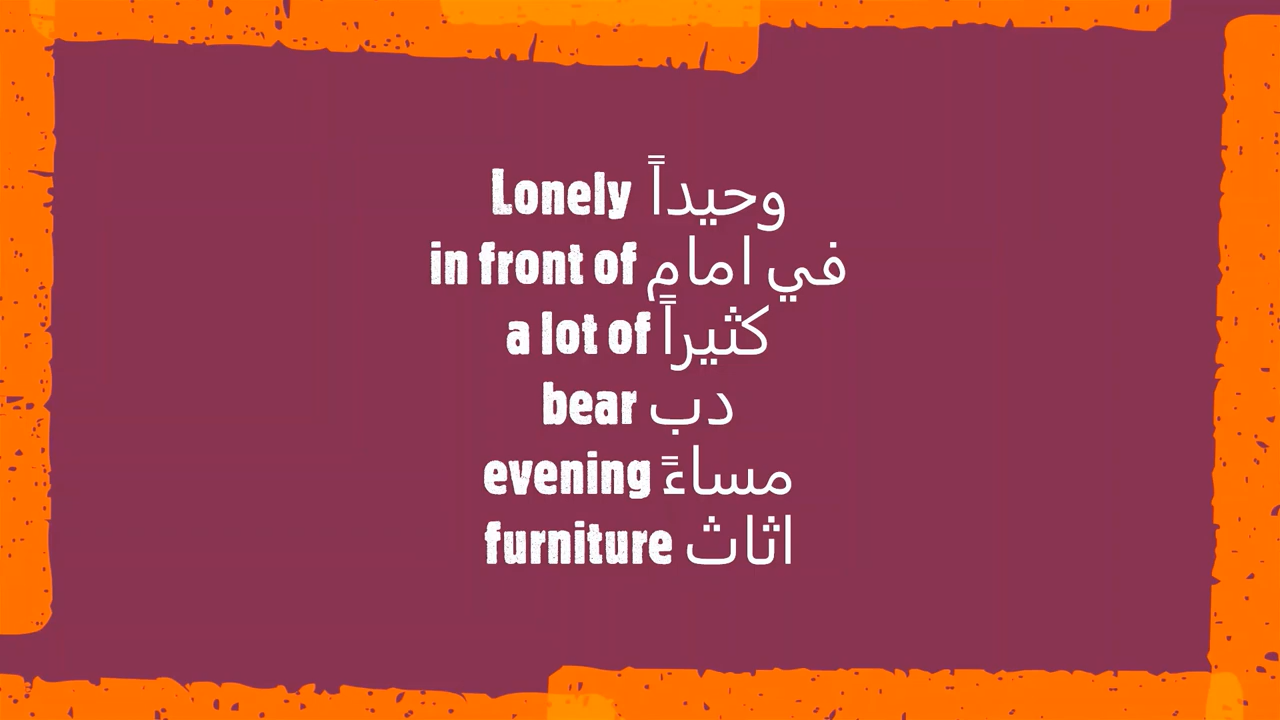 Lonely وحيداً
in front of في امام
a lot of كثيراً
bear دب
evening مساءً
furniture اثاث